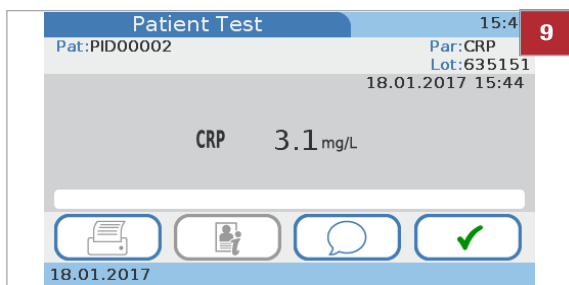 Patient Test
15:4
9
Pat:PID00002
Par:CRP
Lot:635151
18.01.2017 15:44
CRP 3.1 mg/L
18.01.2017